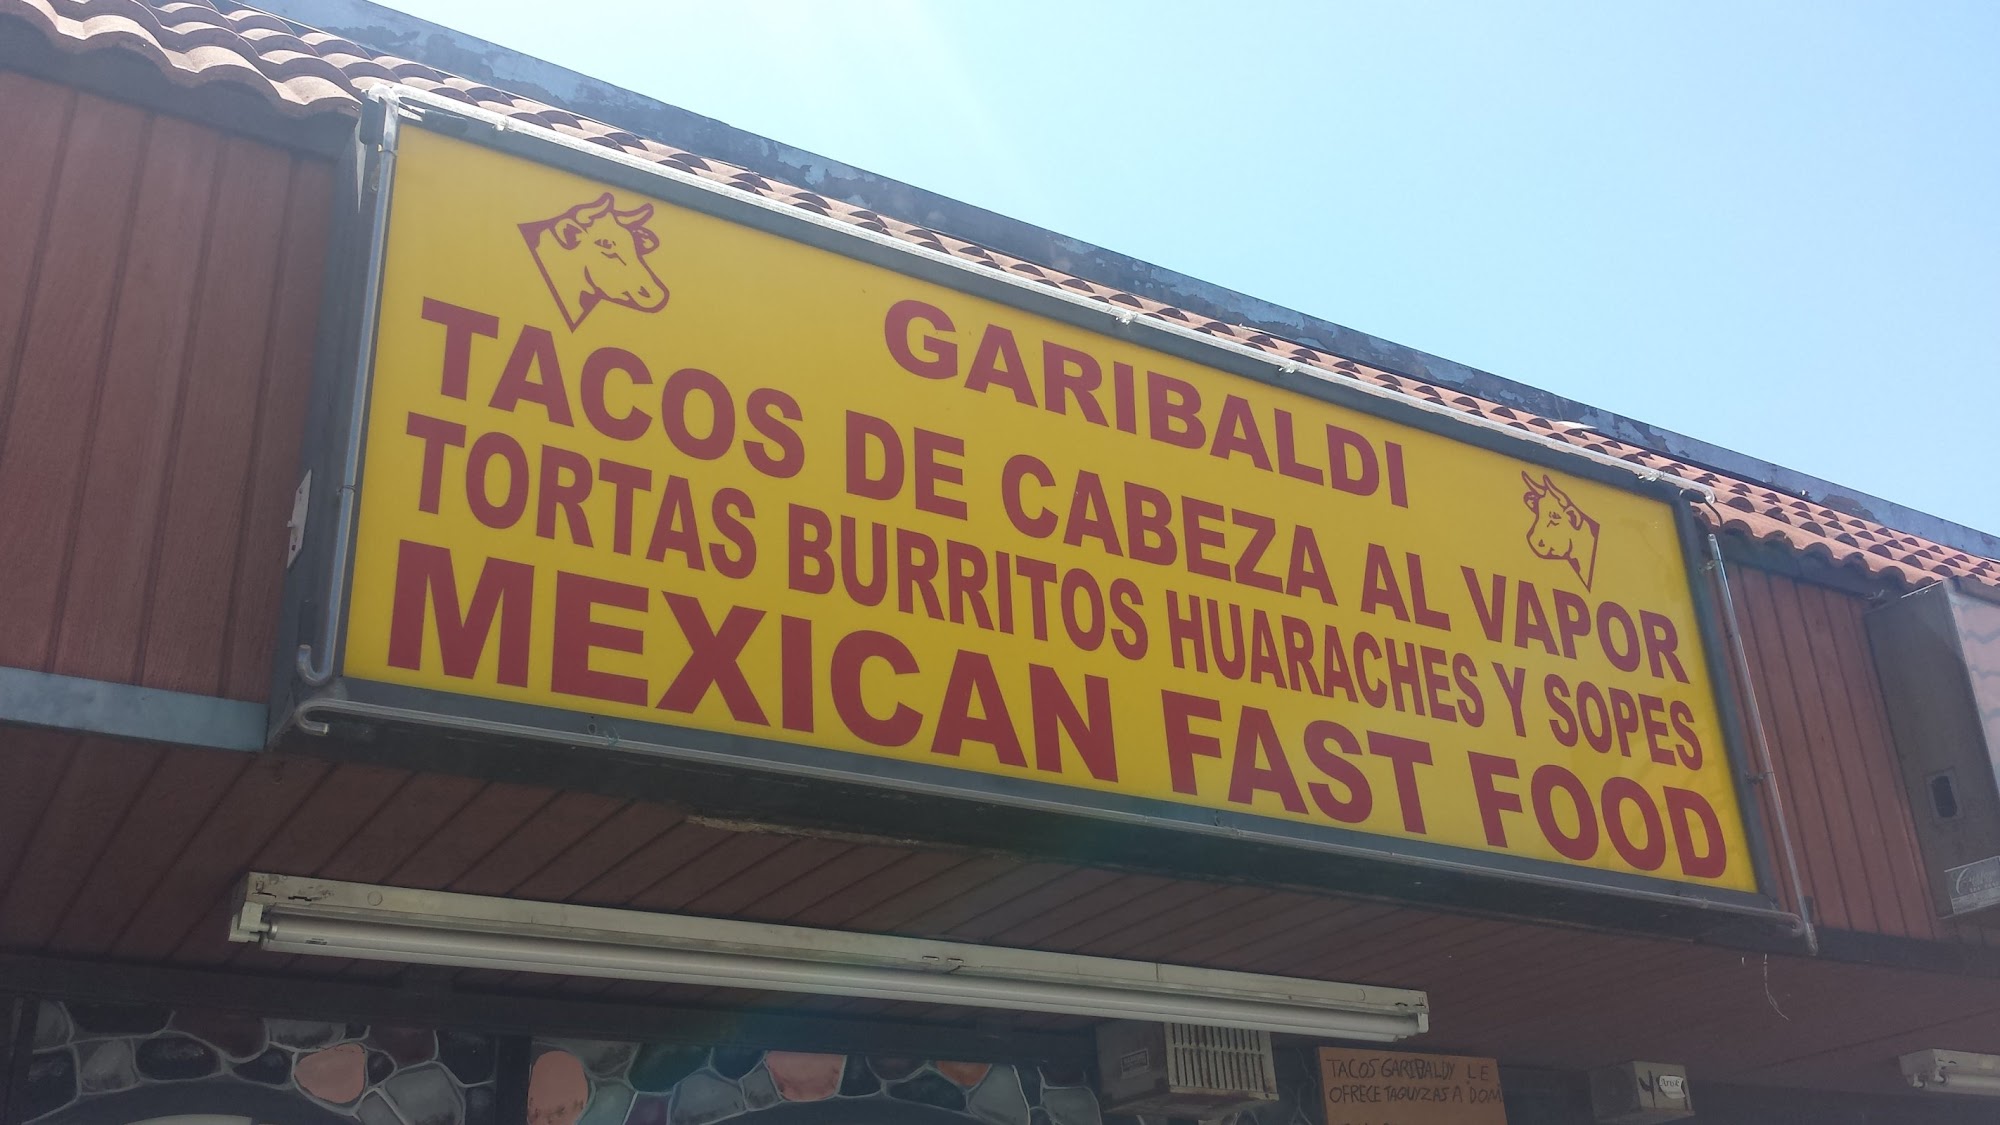 GARIBALDI
TACOS DE CABEZA AL VAPOR
TORTAS BURRITOS HUARACHES Y SOPES
MEXICAN FAST FOOD
TACOS GARIBALDY LE
OFRECE TAQUIZAS A DOM